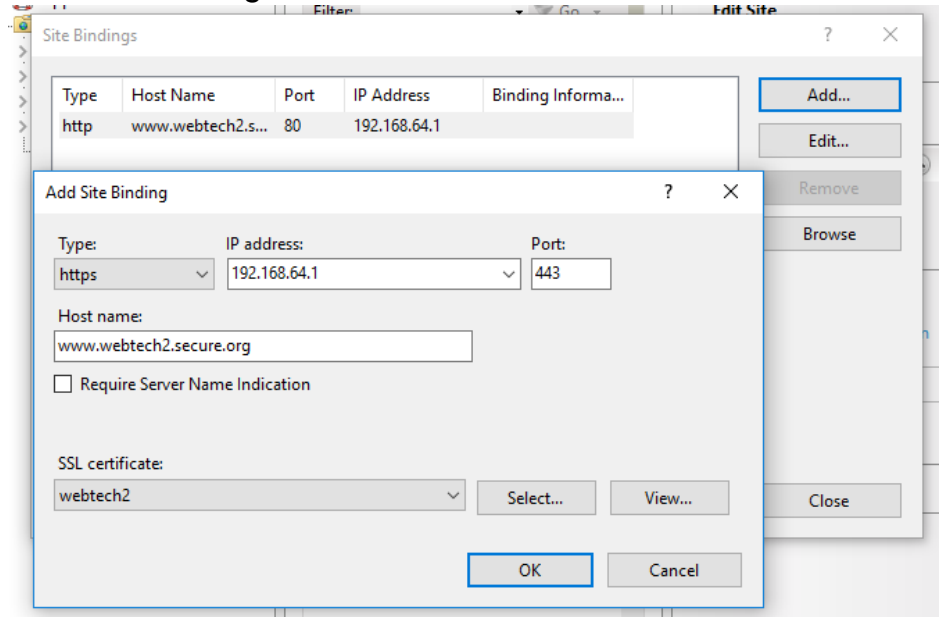 Filter: Go Edit Site
Site Bindings ? ×
Type Host Name Port IP Address Binding Informa...
http www.webtech2.s... 80 192.168.64.1
Add...
Edit...
Remove
Browse
Close
Add Site Binding ? ×
Type: IP address: Port:
https 192.168.64.1 443
Host name:
www.webtech2.secure.org
Require Server Name Indication
SSL certificate:
webtech2 Select... View...
OK Cancel